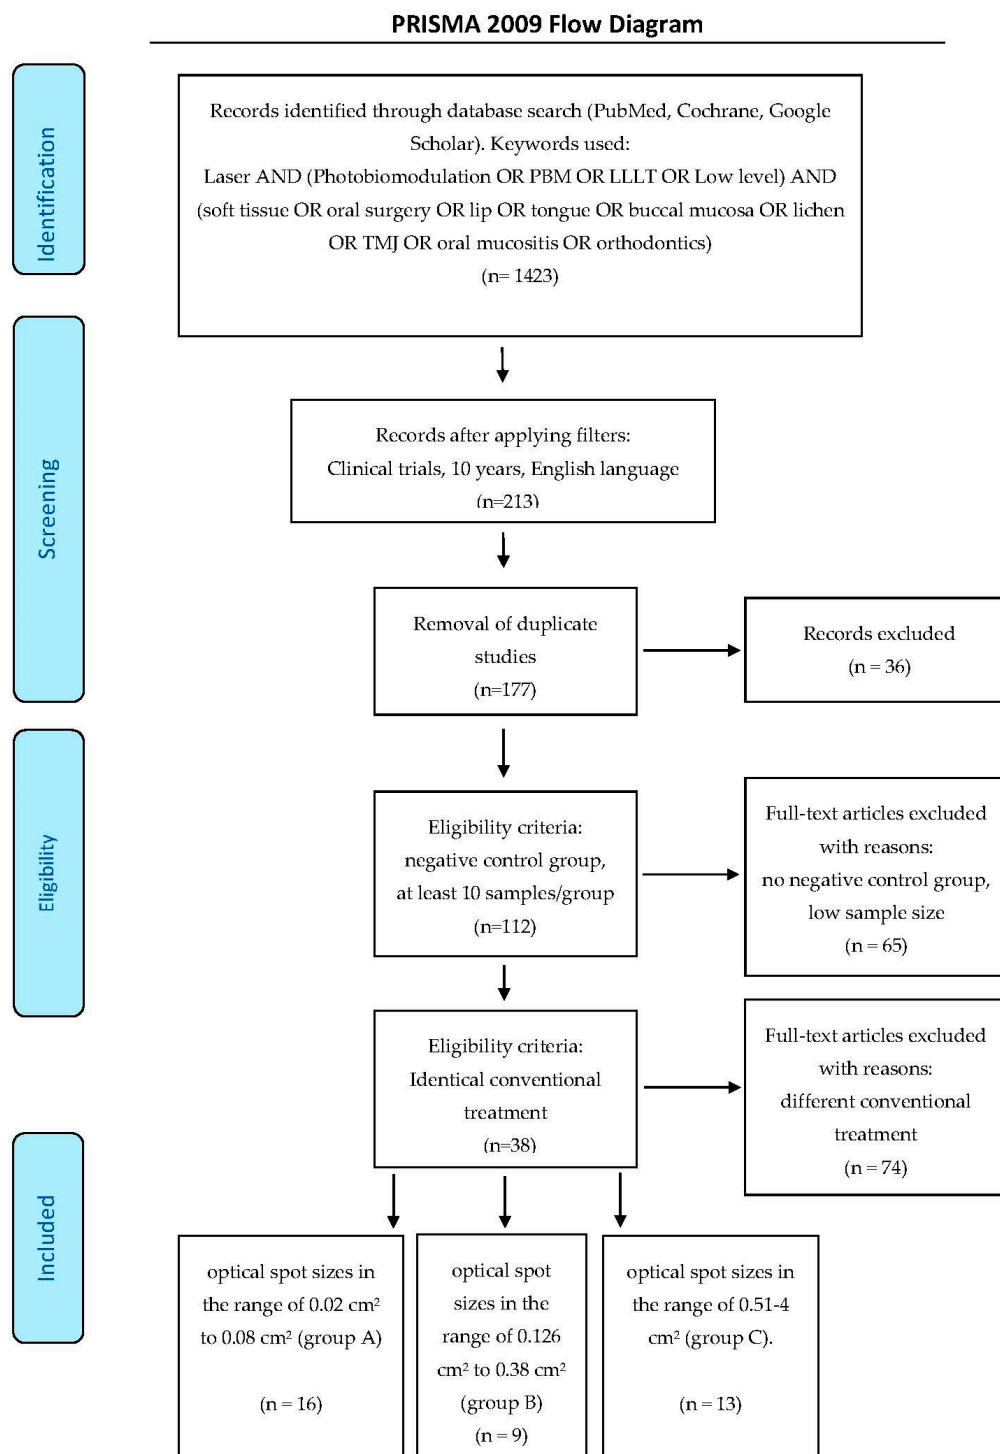 PRISMA 2009 Flow Diagram
Identification
Records identified through database search (PubMed, Cochrane, Google
Scholar). Keywords used:
Laser AND (Photobiomodulation OR PBM OR LLLT OR Low level) AND
(soft tissue OR oral surgery OR lip OR tongue OR buccal mucosa OR lichen
OR TMJ OR oral mucositis OR orthodontics)
(n= 1423)
Screening
Records after applying filters:
Clinical trials, 10 years, English language
(n=213)
Removal of duplicate
studies
(n=177)
Records excluded
(n = 36)
Eligibility
Eligibility criteria:
negative control group,
at least 10 samples/group
(n=112)
Full-text articles excluded
with reasons:
no negative control group,
low sample size
(n = 65)
Eligibility criteria:
Identical conventional
treatment
(n=38)
Full-text articles excluded
with reasons:
different conventional
treatment
(n = 74)
Included
optical spot sizes in
the range of 0.02 cm²
to 0.08 cm² (group A)
(n = 16)
optical spot
sizes in the
range of 0.126
cm² to 0.38 cm²
(group B)
(n = 9)
optical spot sizes in
the range of 0.51-4
cm² (group C).
(n = 13)